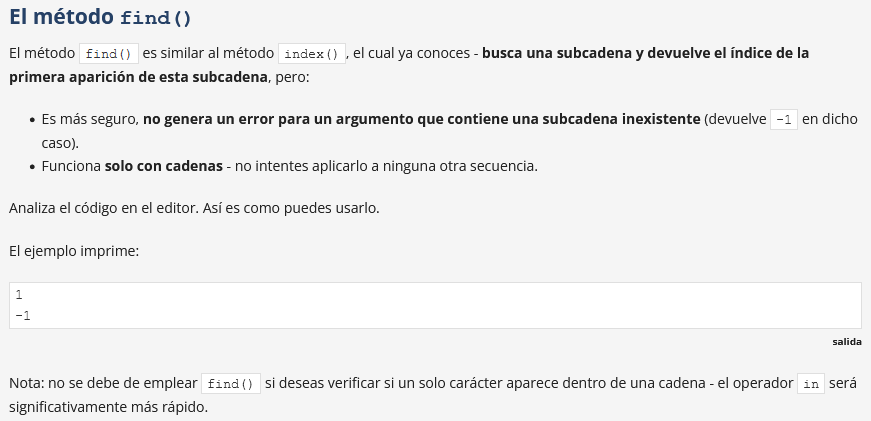 El método find()
El método find() es similar al método index(), el cual ya conoces - busca una subcadena y devuelve el índice de la
primera aparición de esta subcadena, pero:
• Es más seguro, no genera un error para un argumento que contiene una subcadena inexistente (devuelve -1 en dicho
caso).
• Funciona solo con cadenas - no intentes aplicarlo a ninguna otra secuencia.
Analiza el código en el editor. Así es como puedes usarlo.
El ejemplo imprime:
1
-1
salida
Nota: no se debe de emplear find() si deseas verificar si un solo carácter aparece dentro de una cadena - el operador in será
significativamente más rápido.